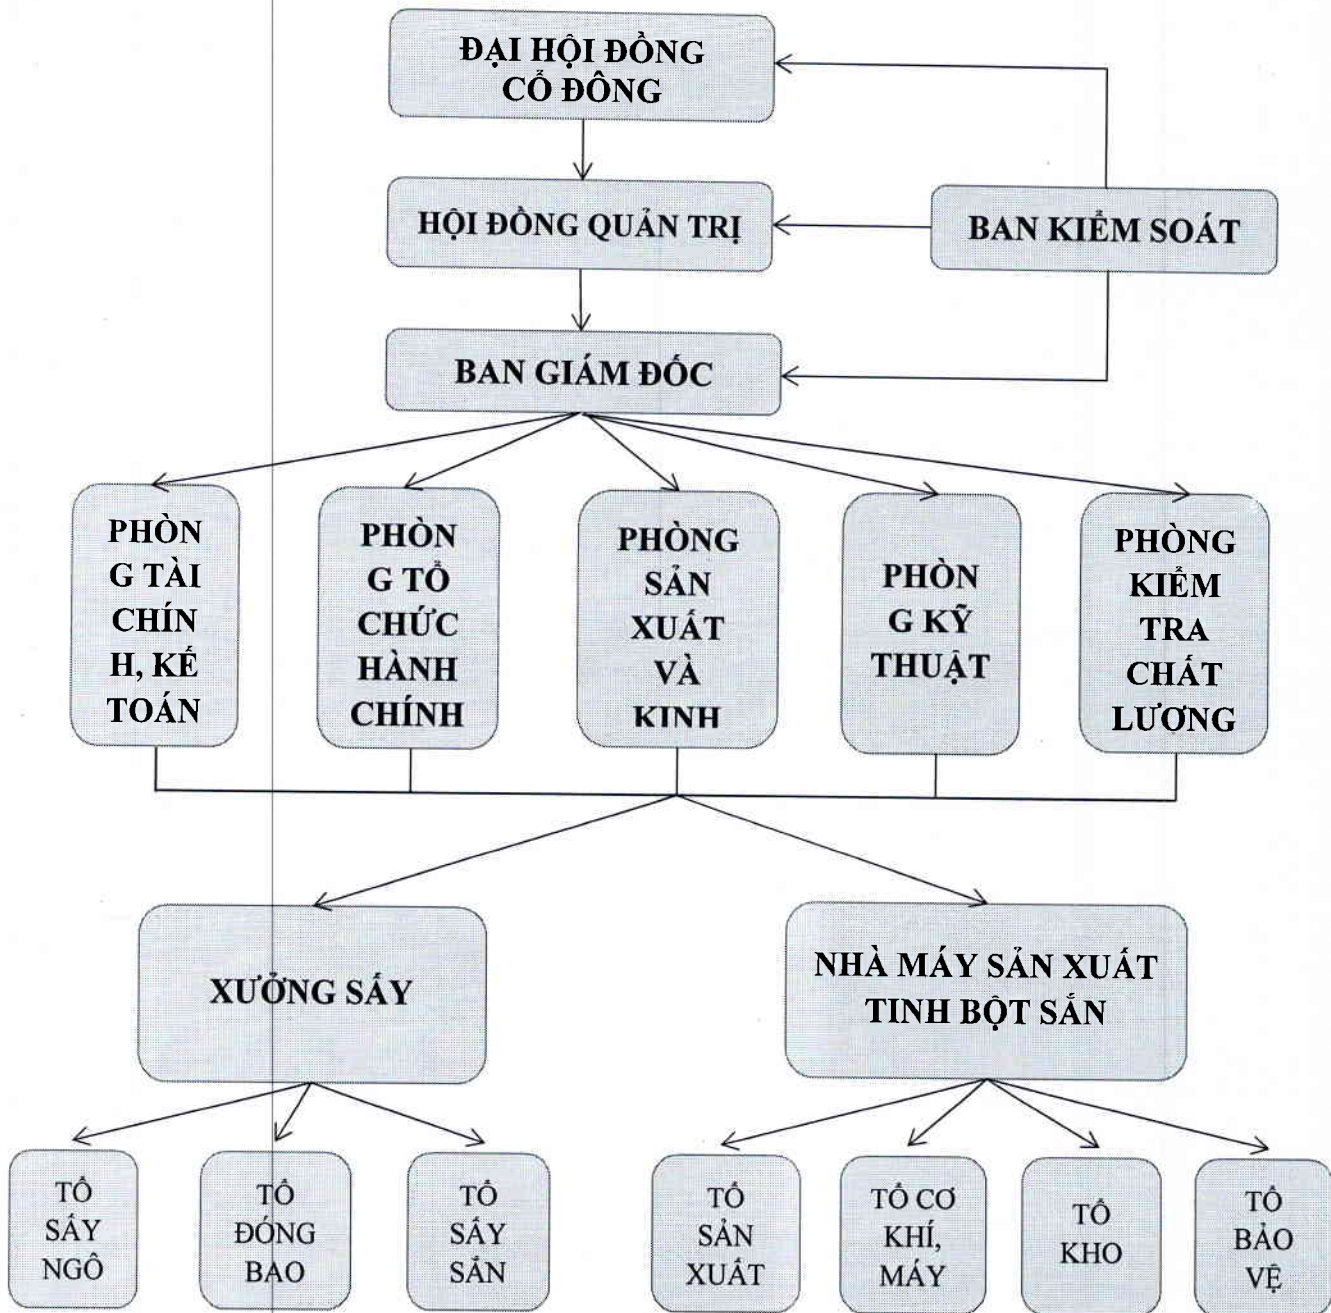 ĐẠI HỘI ĐỒNG
CỔ ĐÔNG
HỘI ĐỒNG QUẢN TRỊ
BAN KIỂM SOÁT
BAN GIÁM ĐỐC
PHÒN
G TÀI
CHÍN
H, KẾ
TOÁN
PHÒN
G TỔ
CHỨC
HÀNH
CHÍNH
PHÒNG
SẢN
XUẤT
VÀ
KINH
PHÒN
G KỸ
THUẬT
PHÒNG
KIỂM
TRA
CHẤT
LƯỢNG
XƯỞNG SẤY
NHÀ MÁY SẢN XUẤT
TINH BỘT SẮN
TỔ
SẤY
NGÔ
TỔ
ĐÓNG
BAO
TỔ
SẤY
SẮN
TỔ
SẢN
XUẤT
TỔ CƠ
KHÍ,
MÁY
TỔ
KHO
TỔ
BẢO
VỆ